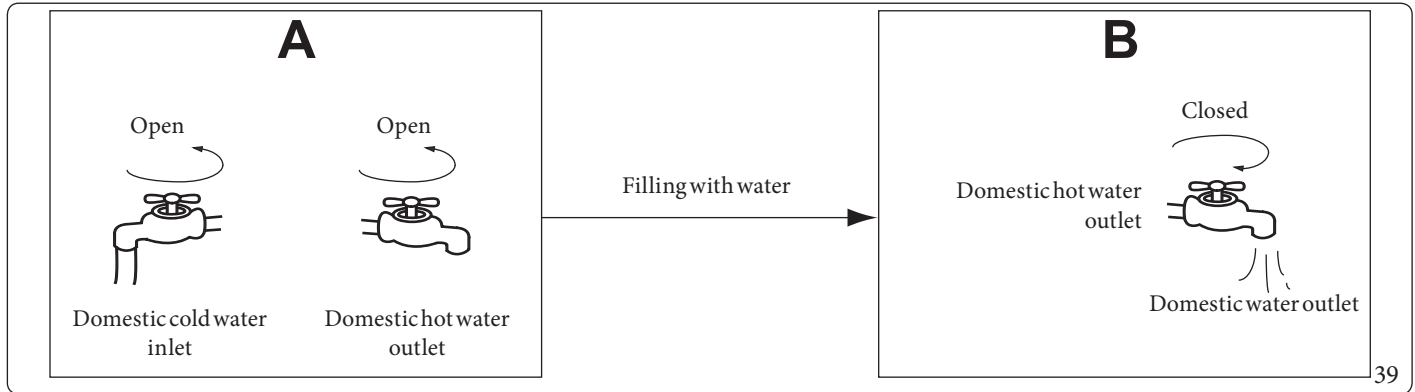 A
Open
Open
Domestic cold water
inlet
Domestic hot water
outlet
Filling with water
B
Closed
Domestic hot water
outlet
Domestic water outlet
39